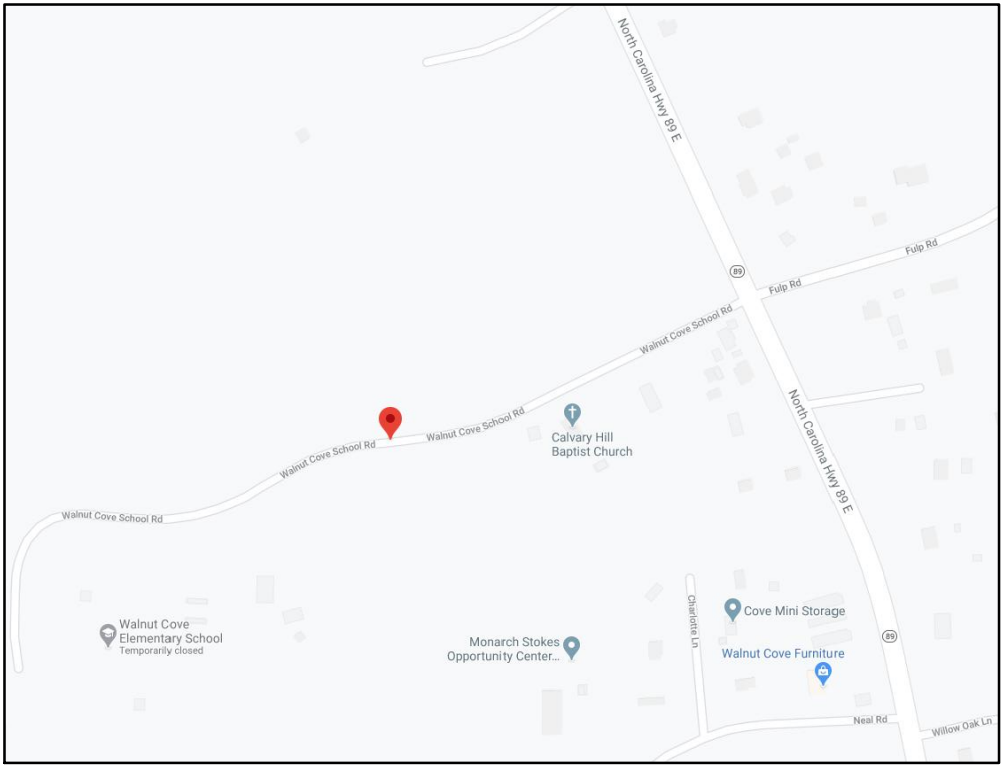 North Carolina Hwy 89 E
Fulp Rd
89
Fulp Rd
Walnut Cove School Rd
North Carolina Hwy 89 E
Walnut Cove School Rd
Calvary Hill
Baptist Church
Walnut Cove School Rd
Walnut Cove School Rd
Charlotte Ln
Cove Mini Storage
Walnut Cove
Elementary School
Temporarily closed
89
Monarch Stokes
Opportunity Center...
Walnut Cove Furniture
Neal Rd
Willow Oak Ln